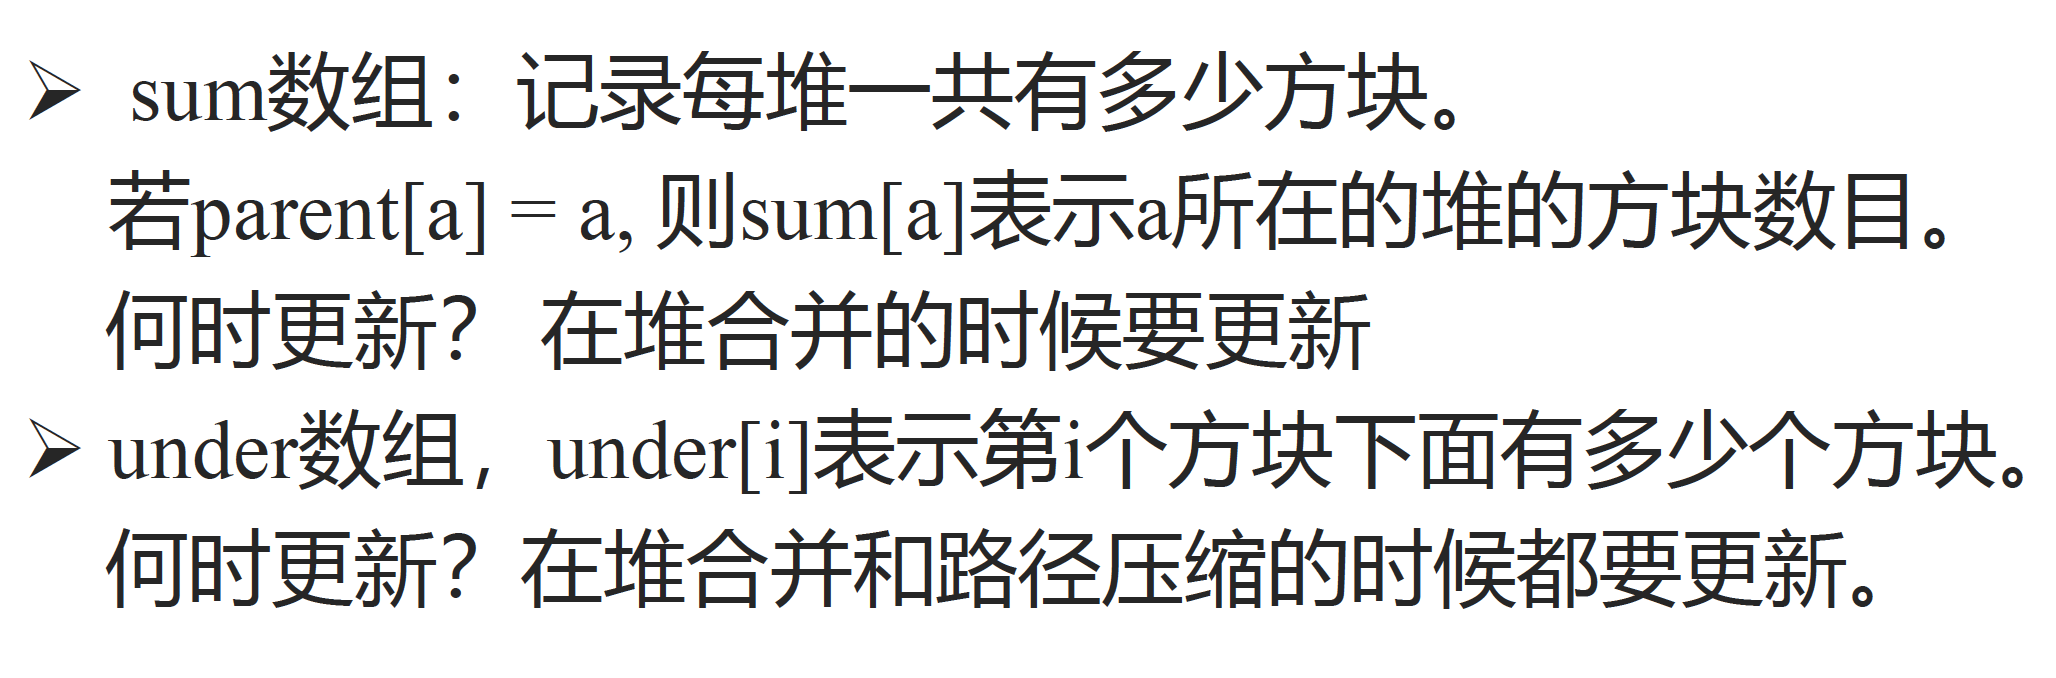 ➢ sum数组：记录每堆一共有多少方块。
若parent[a] = a, 则sum[a]表示a所在的堆的方块数目。
何时更新？ 在堆合并的时候要更新
➢ under数组，under[i]表示第i个方块下面有多少个方块。
何时更新？在堆合并和路径压缩的时候都要更新。